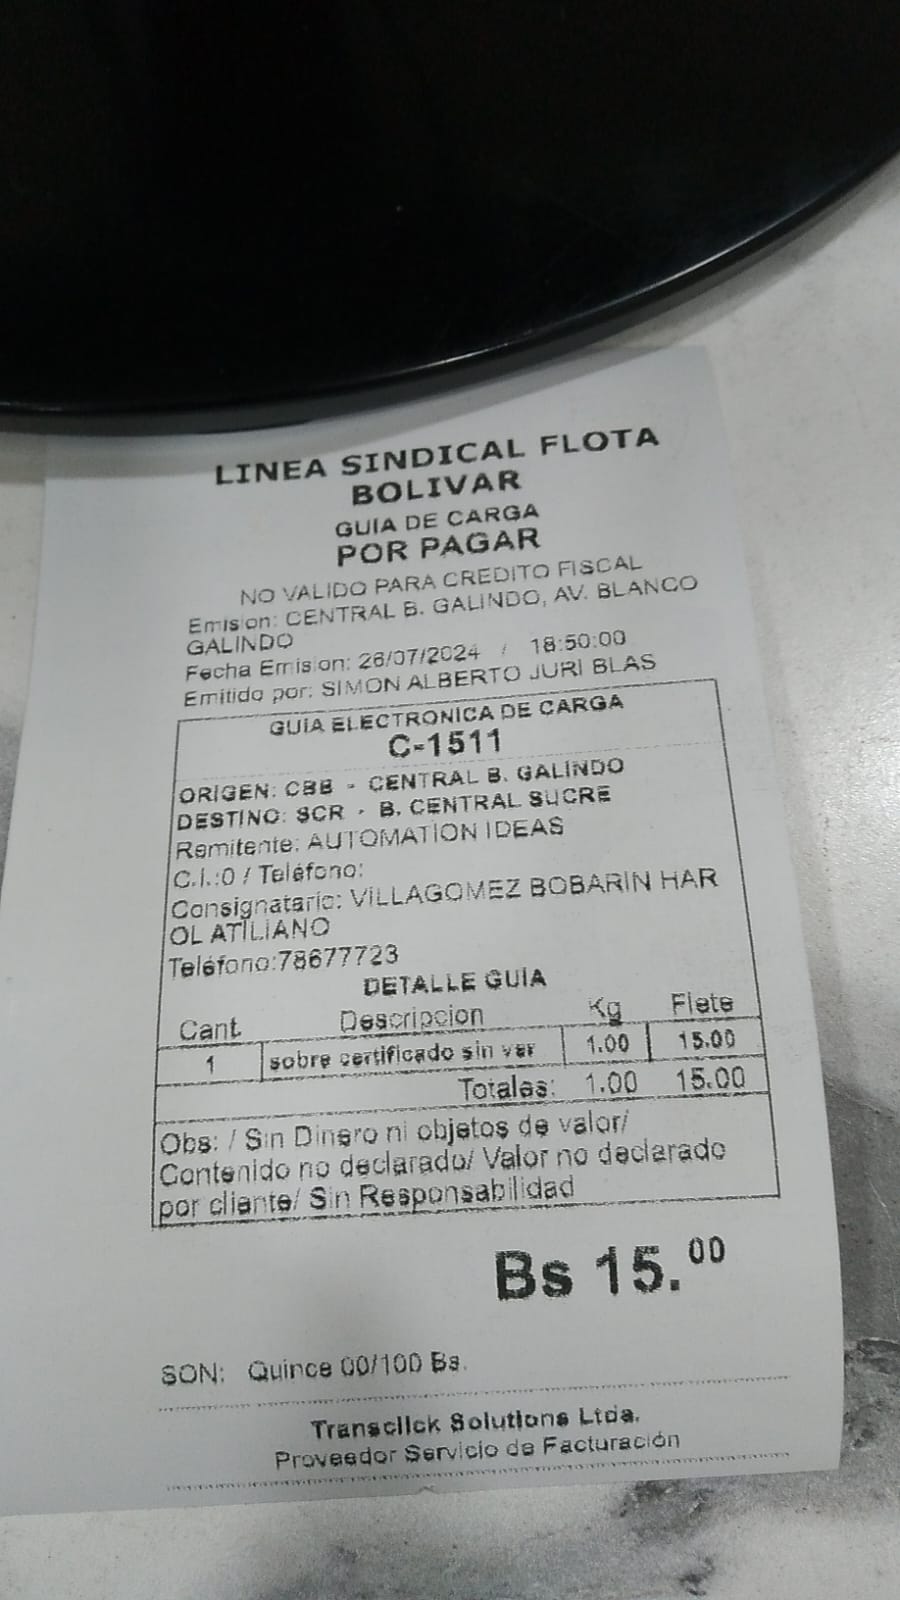 LINEA SINDICAL FLOTA
BOLIVAR
GUIA DE CARGA
POR PAGAR
NO VALIDO PARA CREDITO FISCAL
Emision: CENTRAL B. GALINDO, AV. BLANCO
GALINDO
Fecha Emision: 26/07/2024 / 18:50:00
Emitido por: SIMON ALBERTO JURI BLAS
GUIA ELECTRONICA DE CARGA
C-1511
ORIGEN: CBB - CENTRAL B. GALINDO
DESTINO: SCR - B. CENTRAL SUCRE
Remitente: AUTOMATION IDEAS
C.I.:0 / Teléfono:
Consignatario: VILLAGOMEZ BOBARIN HAR
OL ATILIANO
Teléfono:78677723
DETALLE GUIA
Cant. Descripcion Kg Flete
1 sobre certificado sin ver 1.00 15.00
Totales: 1.00 15.00
Obs: / Sin Dinero ni objetos de valor/
Contenido no declarado/ Valor no declarado
por cliente/ Sin Responsabilidad
Bs 15.00
SON: Quince 00/100 Bs.
Transclick Solutions Ltda.
Proveedor Servicio de Facturación